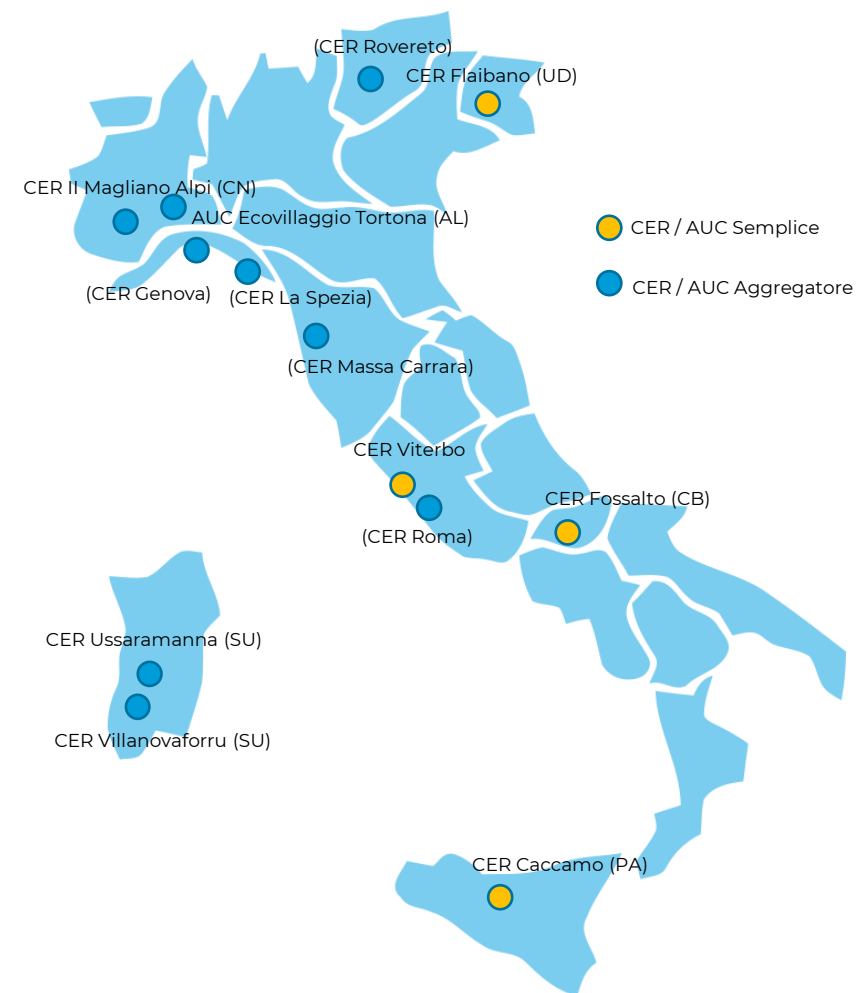 (CER Rovereto)
CER Flaibano (UD)
CER II Magliano Alpi (CN)
AUC Ecovillaggio Tortona (AL)
CER / AUC Semplice
CER / AUC Aggregatore
(CER Genova)
(CER La Spezia)
(CER Massa Carrara)
CER Viterbo
CER Fossalto (CB)
(CER Roma)
CER Ussaramanna (SU)
CER Villanovaforru (SU)
CER Caccamo (PA)